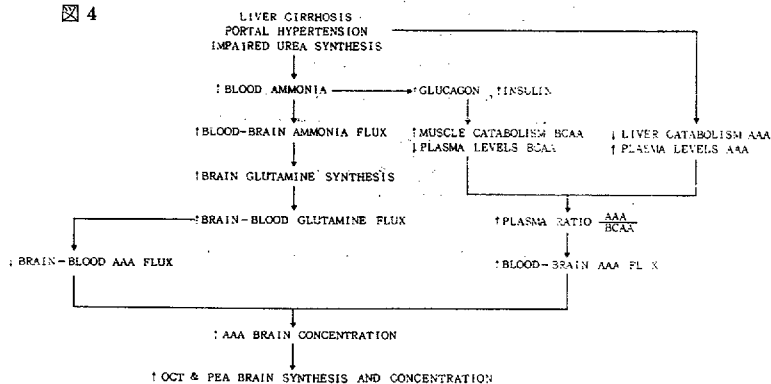 図 4
LIVER CIRRHOSIS
PORTAL HYPERTENSION
IMPAIRED UREA SYNTHESIS
↑BLOOD AMMONIA
↑GLUCAGON ↑INSULIN
↑BLOOD-BRAIN AMMONIA FLUX
↑MUSCLE CATABOLISM BCAA
↓PLASMA LEVELS BCAA
↓ LIVER CATABOLISM AAA
↑ PLASMA LEVELS AAA
↑BRAIN GLUTAMINE SYNTHESIS
↑BRAIN-BLOOD GLUTAMINE FLUX
↑PLASMA RATIO AAA
BCAA
↓ BRAIN-BLOOD AAA FLUX
↑BLOOD-BRAIN AAA
↑AAA BRAIN CONCENTRATION
↑OCT & PEA BRAIN SYNTHESIS AND CONCENTRATION